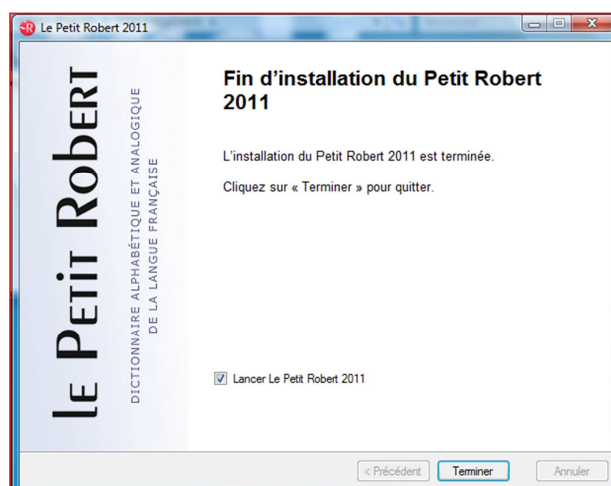 Le Petit Robert 2011
Le Petit Robert
DICTIONNAIRE ALPHABÉTIQUE ET ANALOGIQUE
DE LA LANGUE FRANÇAISE
Fin d'installation du Petit Robert
2011
L'installation du Petit Robert 2011 est terminée.
Cliquez sur « Terminer » pour quitter.
Lancer Le Petit Robert 2011
< Précédent
Terminer
Annuler